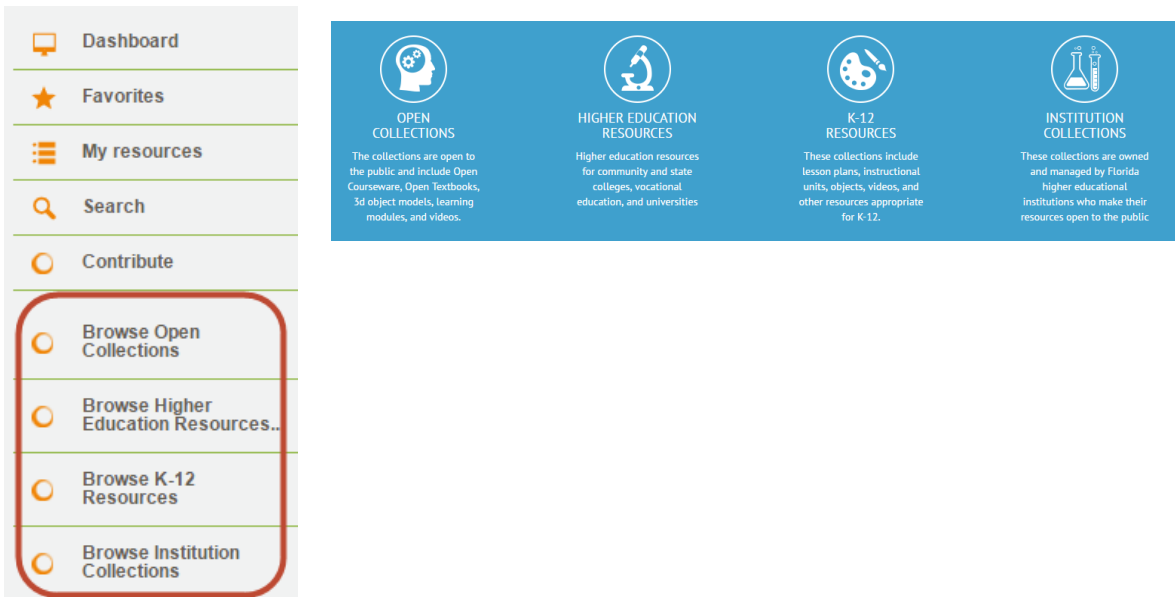 Dashboard
Favorites
My resources
Search
Contribute
Browse Open
Collections
Browse Higher
Education Resources..
Browse K-12
Resources
Browse Institution
Collections
OPEN
COLLECTIONS
The collections are open to
the public and include Open
Courseware, Open Textbooks,
3d object models, learning
modules, and videos.
HIGHER EDUCATION
RESOURCES
Higher education resources
for community and state
colleges, vocational
education, and universities
K-12
RESOURCES
These collections include
lesson plans, instructional
units, objects, videos, and
other resources appropriate
for K-12.
INSTITUTION
COLLECTIONS
These collections are owned
and managed by Florida
higher educational
institutions who make their
resources open to the public